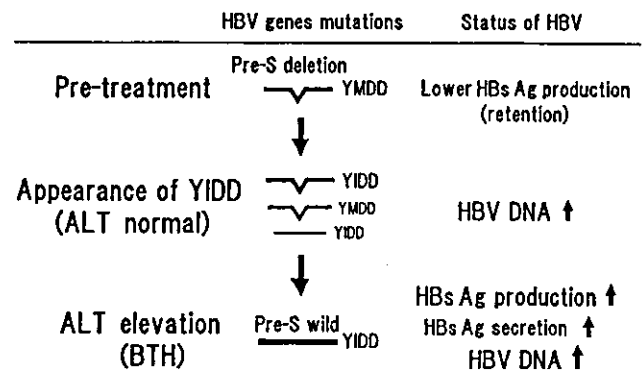 HBV genes mutations Status of HBV
Pre-S deletion
Pre-treatment YMDD Lower HBs Ag production
(retention)
YIDD
Appearance of YIDD YMDD HBV DNA ↑
(ALT normal) YIDD
HBs Ag production ↑
ALT elevation Pre-S wild YIDD HBs Ag secretion ↑
(BTH) HBV DNA ↑